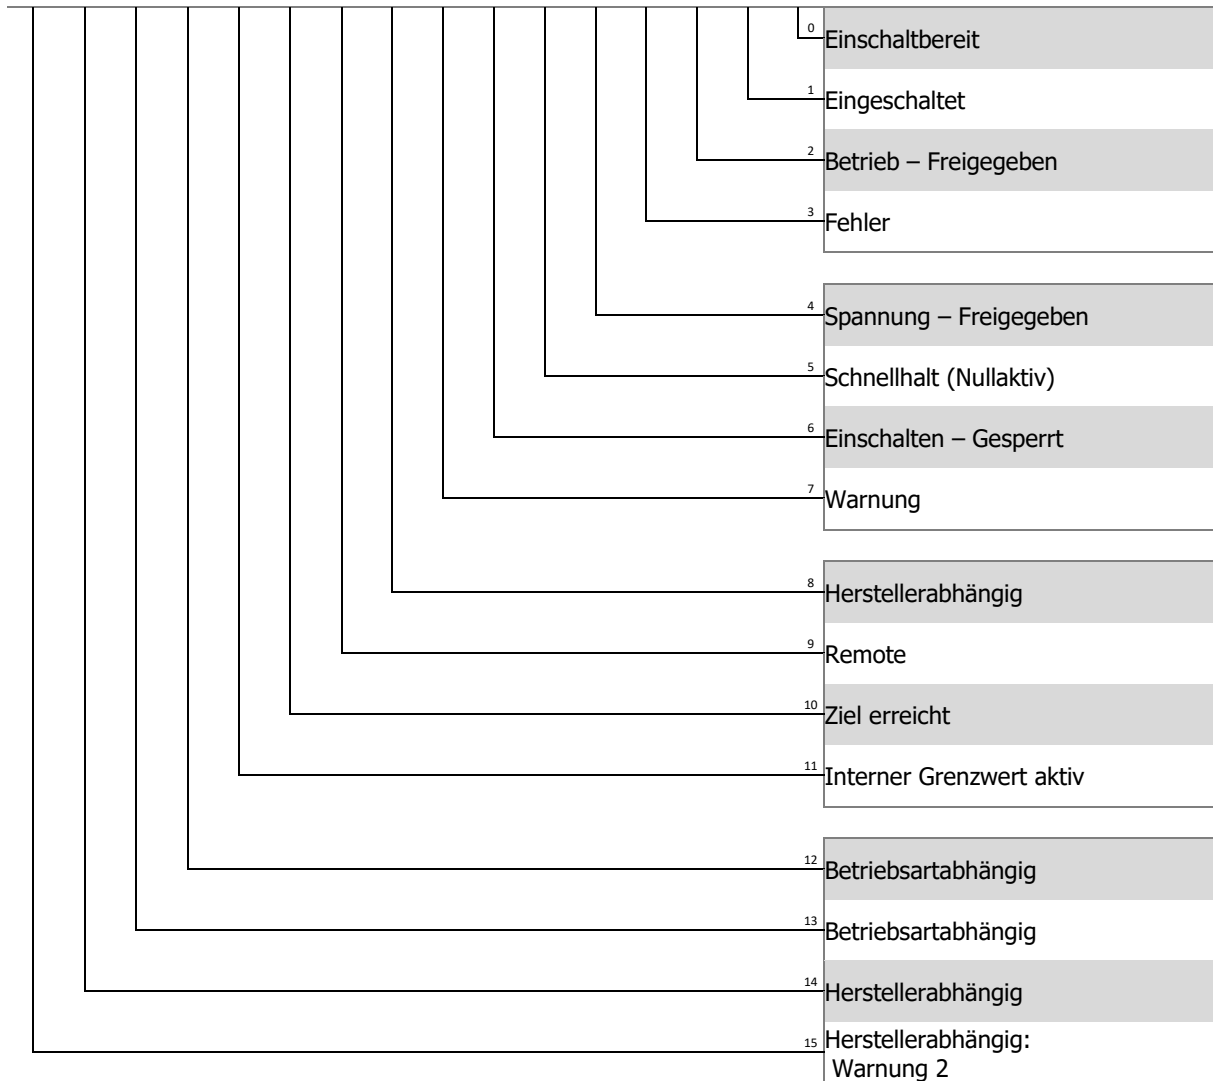 0 Einschaltbereit
1 Eingeschaltet
2 Betrieb – Freigegeben
3 Fehler
4 Spannung – Freigegeben
5 Schnellhalt (Nullaktiv)
6 Einschalten – Gesperrt
7 Warnung
8 Herstellerabhängig
9 Remote
10 Ziel erreicht
11 Interner Grenzwert aktiv
12 Betriebsartabhängig
13 Betriebsartabhängig
14 Herstellerabhängig
15 Herstellerabhängig:
Warnung 2